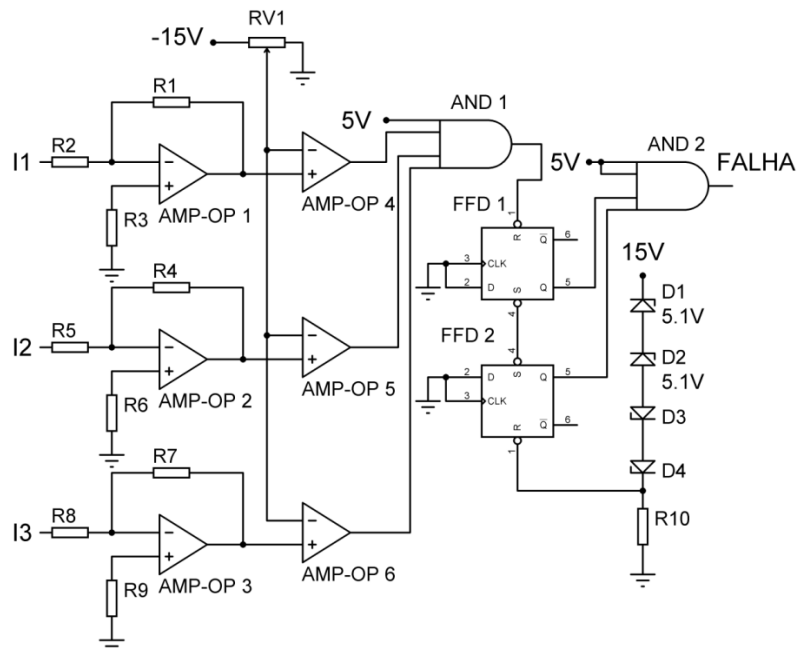 RV1
-15V
R1
AND 1
I1
R2
5V
AND 2
R3
AMP-OP 1
AMP-OP 4
5V
FALHA
FFD 1
1
R
Q
6
3
CLK
2
D
S
Q
5
4
15V
D1
5.1V
R4
I2
R5
FFD 2
4
2
D
S
Q
5
3
CLK
R
Q
6
1
D2
5.1V
R6
AMP-OP 2
AMP-OP 5
D3
D4
R7
I3
R8
R9
AMP-OP 3
AMP-OP 6
R10